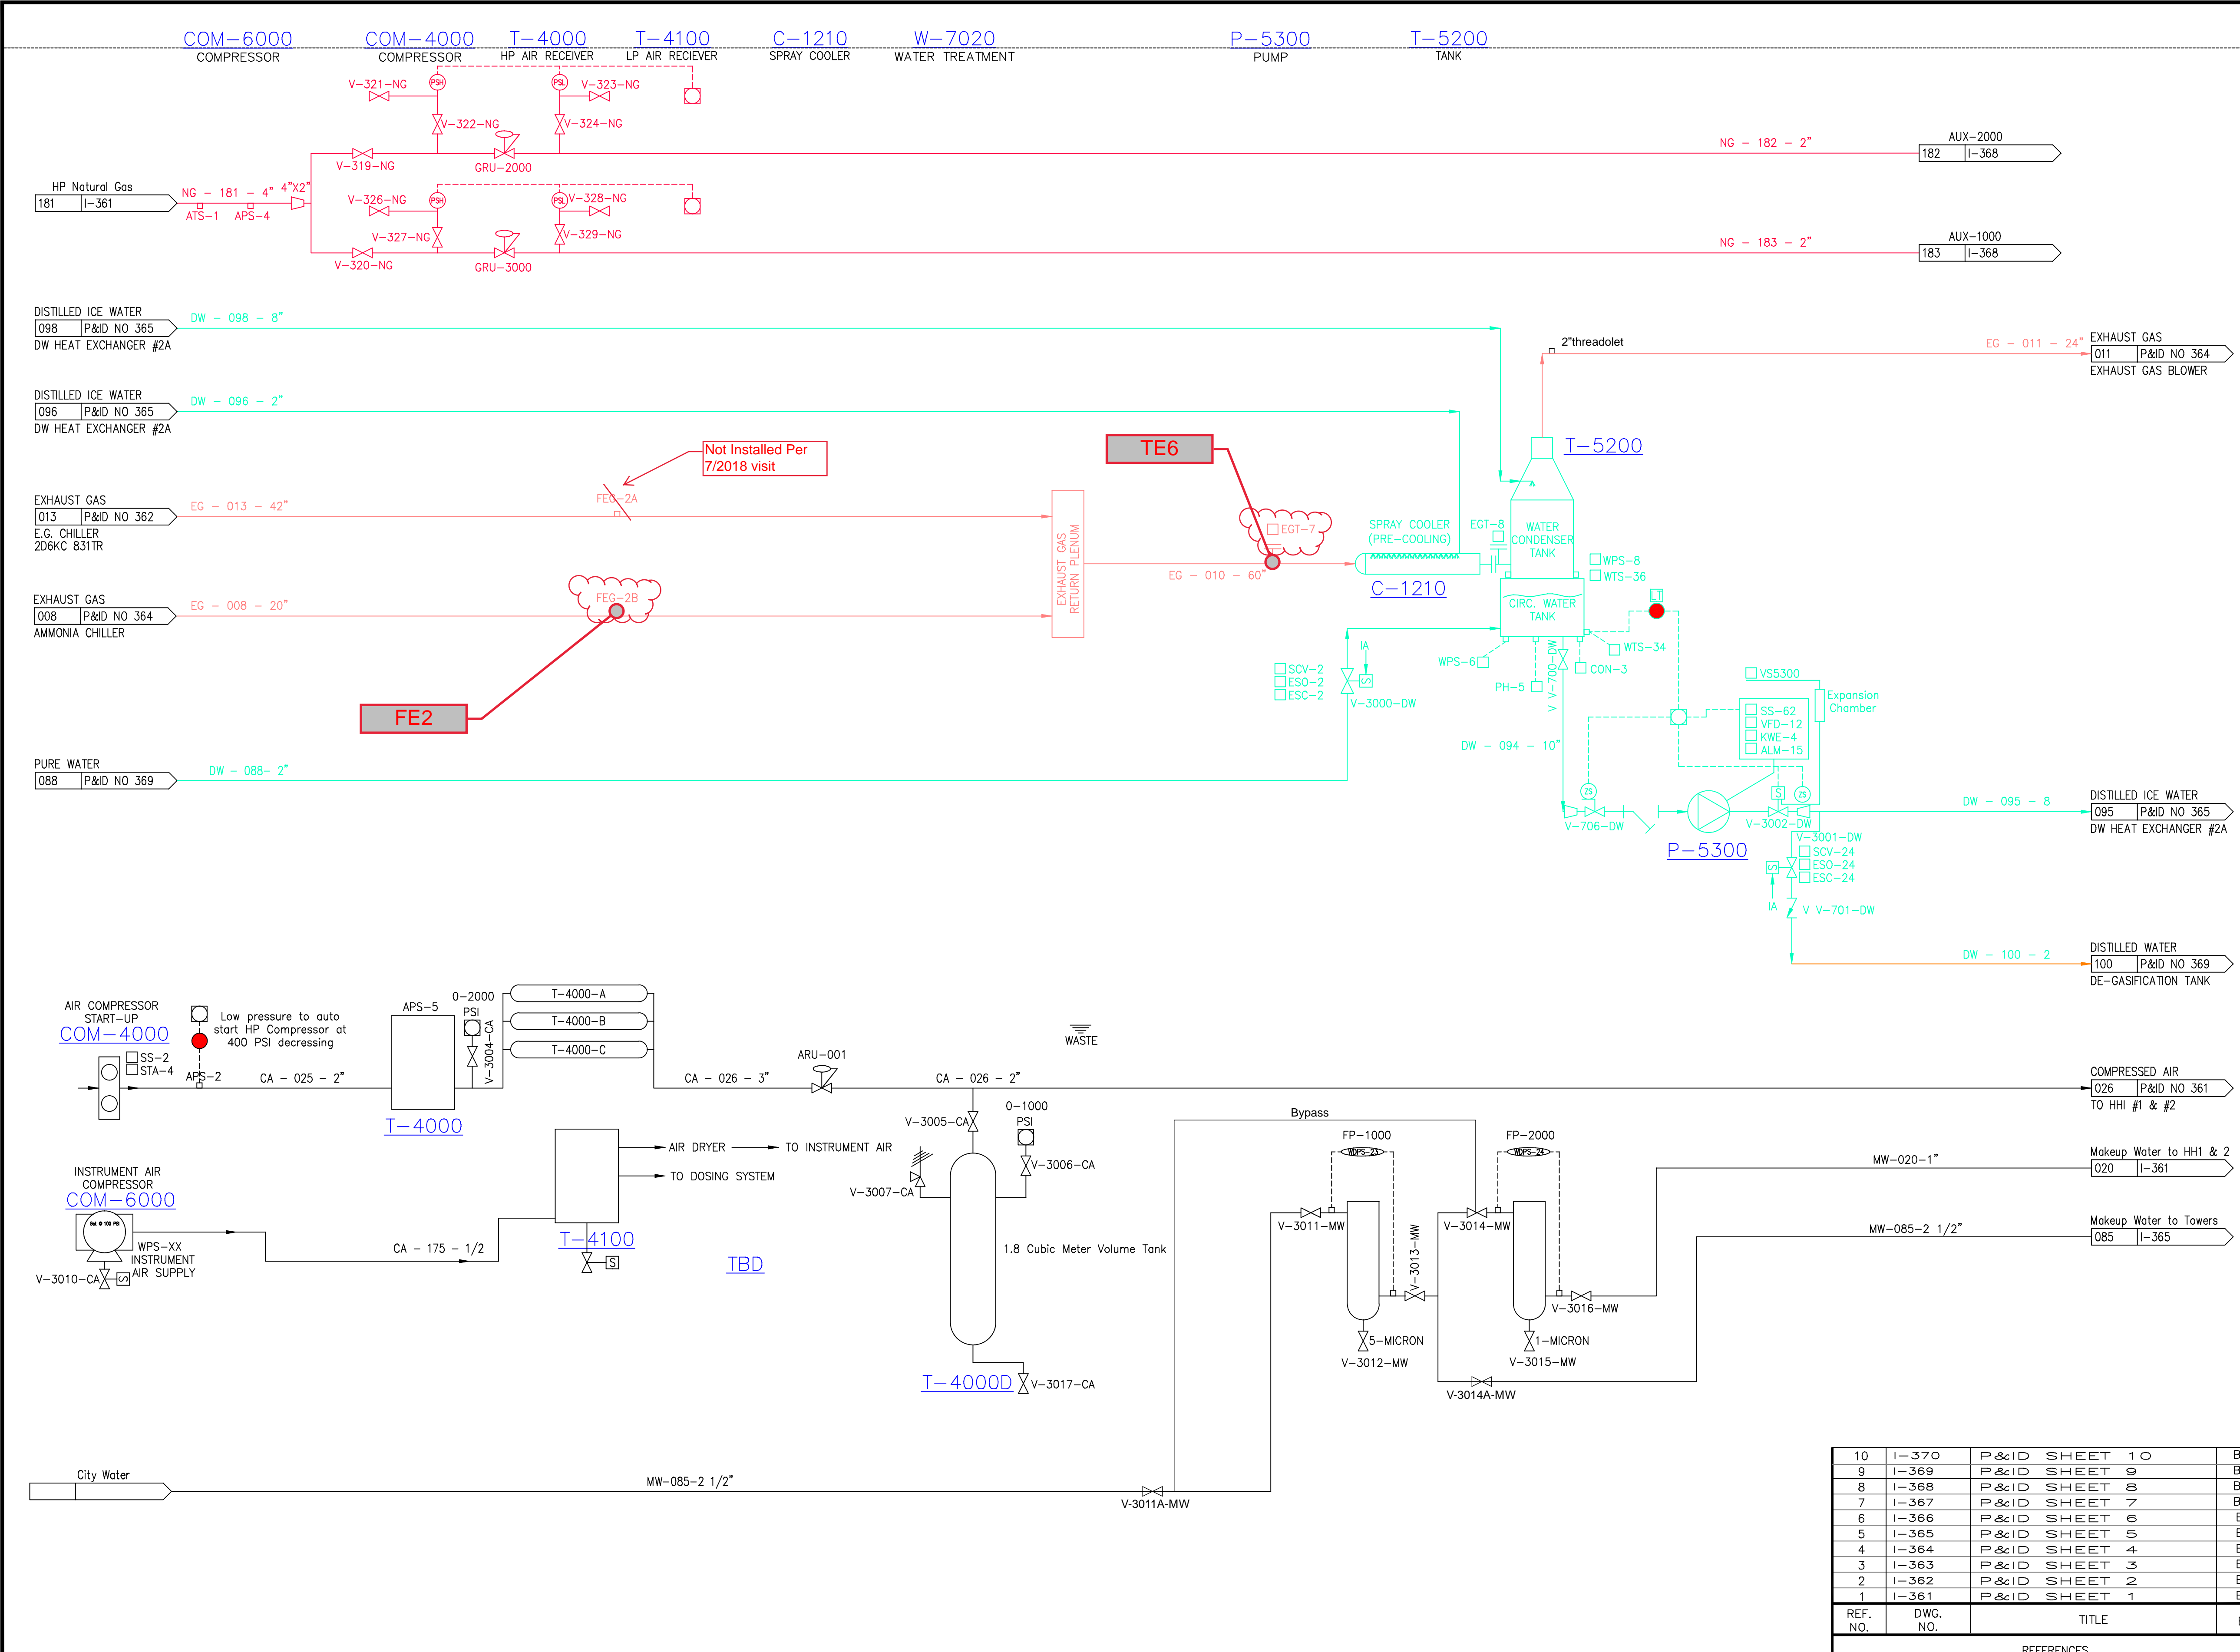 COM-6000
COMPRESSOR
COM-4000
COMPRESSOR
T-4000
HP AIR RECEIVER
T-4100
LP AIR RECIEVER
C-1210
SPRAY COOLER
W-7020
WATER TREATMENT
P-5300
PUMP
T-5200
TANK
V-321-NG
PSH
PSL
V-323-NG
V-322-NG
V-324-NG
V-319-NG
GRU-2000
NG - 182 - 2"
AUX-2000
182 I-368
HP Natural Gas
181 I-361
NG - 181 - 4"
4"X2"
ATS-1
APS-4
V-326-NG
PSH
PSL
V-328-NG
V-327-NG
V-329-NG
V-320-NG
GRU-3000
NG - 183 - 2"
AUX-1000
183 I-368
DISTILLED ICE WATER
098 P&ID NO 365
DW HEAT EXCHANGER #2A
DW - 098 - 8"
2"threadolet
EG - 011 - 24"
EXHAUST GAS
011 P&ID NO 364
EXHAUST GAS BLOWER
DISTILLED ICE WATER
096 P&ID NO 365
DW HEAT EXCHANGER #2A
DW - 096 - 2"
Not Installed Per
7/2018 visit
TE6
T-5200
EXHAUST GAS
013 P&ID NO 362
E.G. CHILLER
2D6KC 831TR
EG - 013 - 42"
FEG-2A
EXHAUST GAS
RETURN PLENUM
EGT-7
SPRAY COOLER
(PRE-COOLING)
EGT-8
WATER
CONDENSER
TANK
WPS-8
WTS-36
EG - 010 - 60"
C-1210
EXHAUST GAS
008 P&ID NO 364
AMMONIA CHILLER
EG - 008 - 20"
FEG-2B
CIRC. WATER
TANK
LT
WTS-34
WPS-6
CON-3
PH-5
V-700-DW
IA
SCV-2
ESO-2
ESC-2
S
V-3000-DW
FE2
VS5300
Expansion
Chamber
SS-62
VFD-12
KWE-4
ALM-15
DW - 094 - 10"
PURE WATER
088 P&ID NO 369
DW - 088- 2"
ZS
S
ZS
V-706-DW
V-3002-DW
DW - 095 - 8
DISTILLED ICE WATER
095 P&ID NO 365
DW HEAT EXCHANGER #2A
P-5300
V-3001-DW
SCV-24
ESO-24
ESC-24
S
IA
V V-701-DW
DW - 100 - 2
DISTILLED WATER
100 P&ID NO 369
DE-GASIFICATION TANK
AIR COMPRESSOR
START-UP
COM-4000
SS-2
STA-4
Low pressure to auto
start HP Compressor at
400 PSI decressing
APS-2
CA - 025 - 2"
APS-5
T-4000
0-2000
PSI
V-3004-CA
T-4000-A
T-4000-B
T-4000-C
CA - 026 - 3"
ARU-001
CA - 026 - 2"
WASTE
COMPRESSED AIR
026 P&ID NO 361
TO HHI #1 & #2
INSTRUMENT AIR
COMPRESSOR
COM-6000
Set @ 100 PSI
WPS-XX
INSTRUMENT
AIR SUPPLY
V-3010-CA
S
CA - 175 - 1/2
AIR DRYER
TO INSTRUMENT AIR
TO DOSING SYSTEM
T-4100
S
TBD
V-3005-CA
0-1000
PSI
V-3006-CA
V-3007-CA
1.8 Cubic Meter Volume Tank
T-4000D
V-3017-CA
Bypass
FP-1000
WDPS-23
FP-2000
WDPS-24
V-3011-MW
V-3013-MW
V-3014-MW
V-3016-MW
5-MICRON
V-3012-MW
1-MICRON
V-3015-MW
V-3014A-MW
MW-020-1"
Makeup Water to HH1 & 2
020 I-361
MW-085-2 1/2"
Makeup Water to Towers
085 I-365
City Water
MW-085-2 1/2"
V-3011A-MW
10 I-370 P&ID SHEET 10
9 I-369 P&ID SHEET 9
8 I-368 P&ID SHEET 8
7 I-367 P&ID SHEET 7
6 I-366 P&ID SHEET 6
5 I-365 P&ID SHEET 5
4 I-364 P&ID SHEET 4
3 I-363 P&ID SHEET 3
2 I-362 P&ID SHEET 2
1 I-361 P&ID SHEET 1
REF. NO. DWG. NO. TITLE
REFERENCES